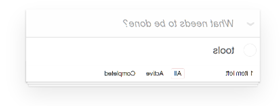 What needs to be done?
tools
1 item left All Active Completed